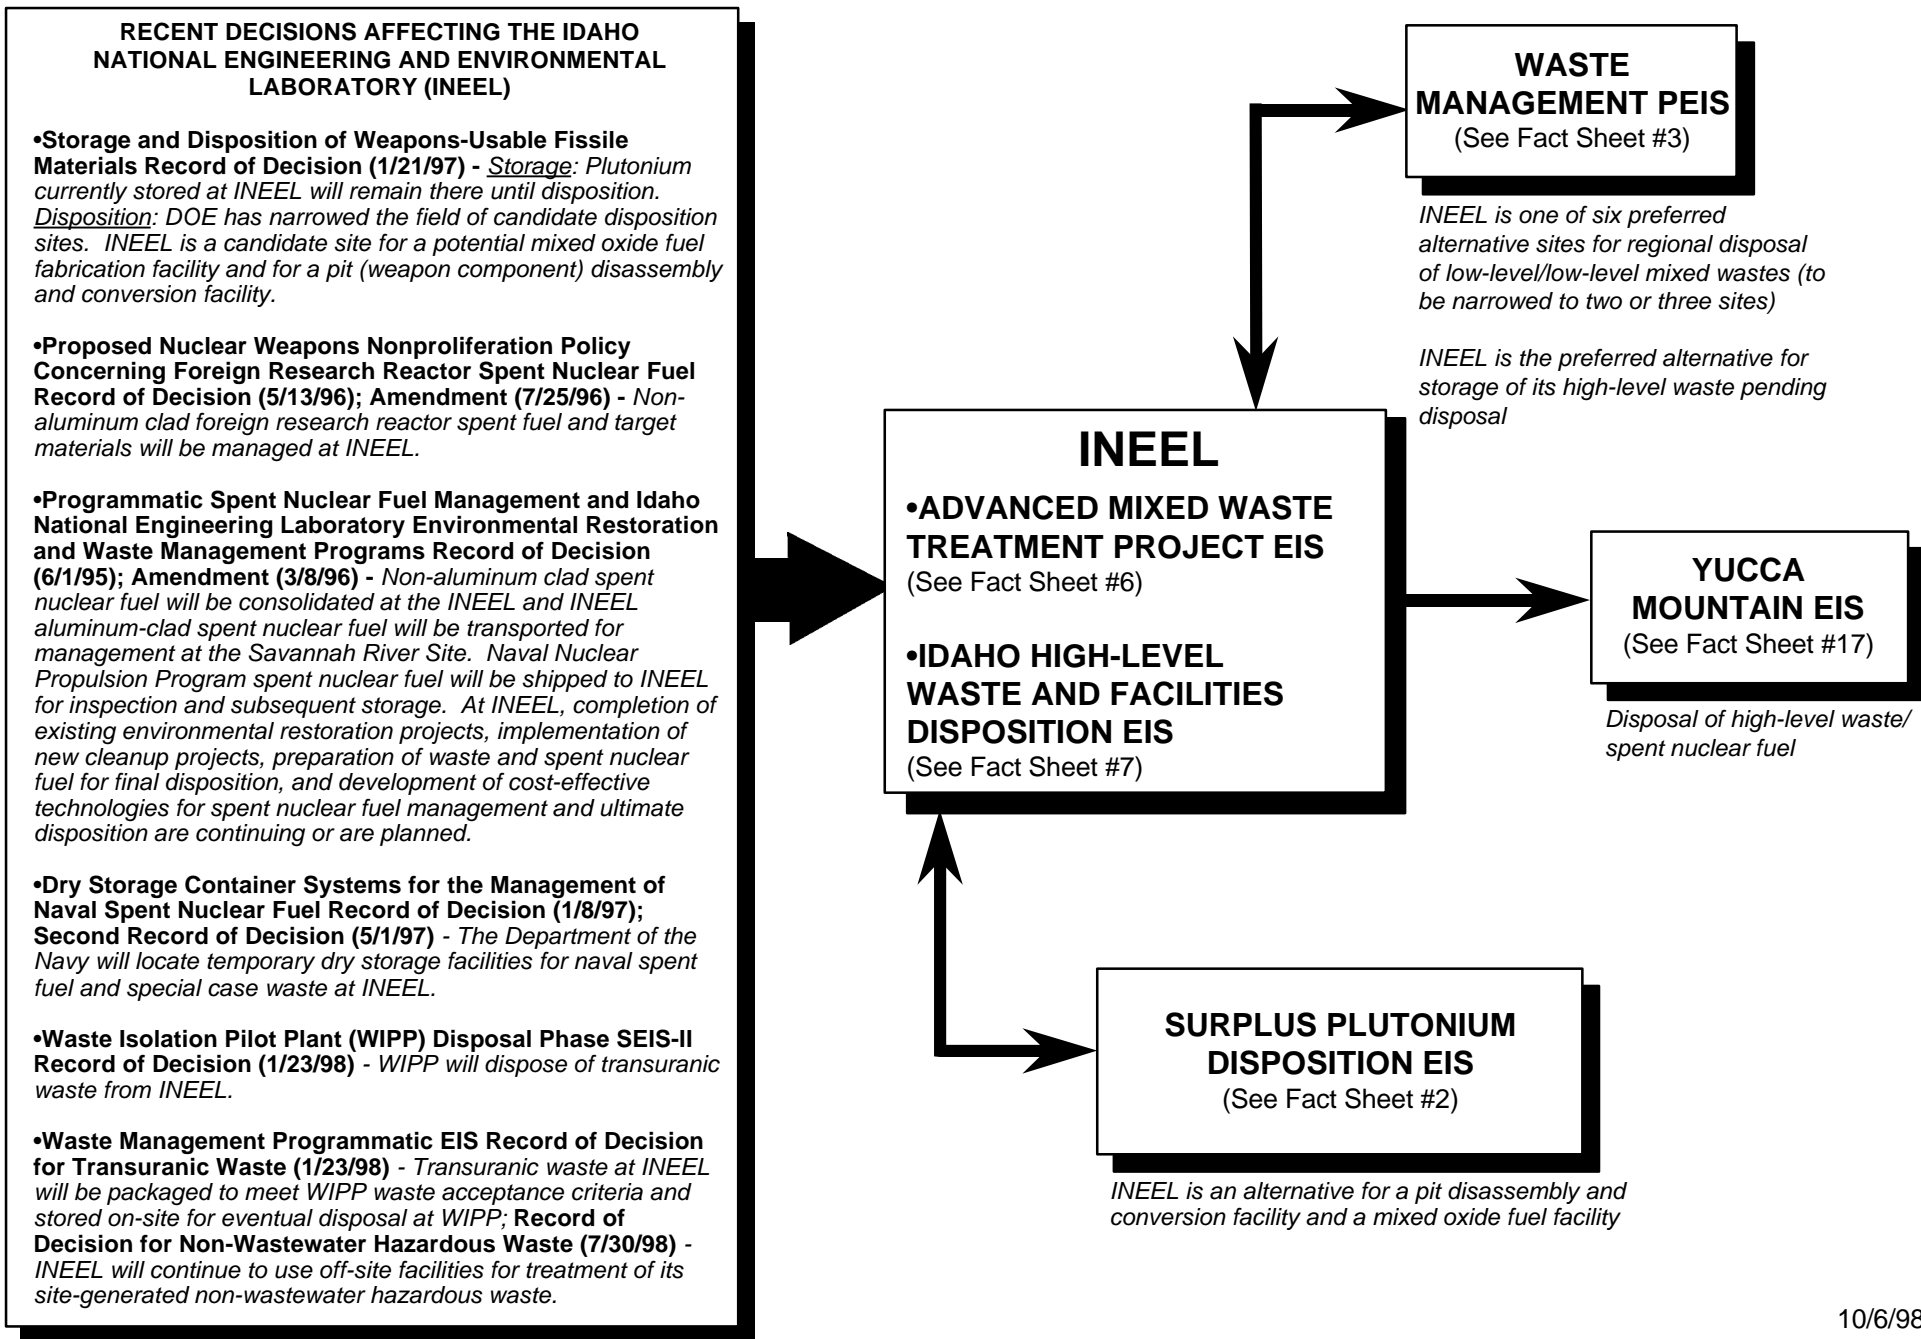 RECENT DECISIONS AFFECTING THE IDAHO
NATIONAL ENGINEERING AND ENVIRONMENTAL
LABORATORY (INEEL)
•Storage and Disposition of Weapons-Usable Fissile
Materials Record of Decision (1/21/97) - Storage: Plutonium
currently stored at INEEL will remain there until disposition.
Disposition: DOE has narrowed the field of candidate disposition
sites. INEEL is a candidate site for a potential mixed oxide fuel
fabrication facility and for a pit (weapon component) disassembly
and conversion facility.
•Proposed Nuclear Weapons Nonproliferation Policy
Concerning Foreign Research Reactor Spent Nuclear Fuel
Record of Decision (5/13/96); Amendment (7/25/96) - Non-
aluminum clad foreign research reactor spent fuel and target
materials will be managed at INEEL.
•Programmatic Spent Nuclear Fuel Management and Idaho
National Engineering Laboratory Environmental Restoration
and Waste Management Programs Record of Decision
(6/1/95); Amendment (3/8/96) - Non-aluminum clad spent
nuclear fuel will be consolidated at the INEEL and INEEL
aluminum-clad spent nuclear fuel will be transported for
management at the Savannah River Site. Naval Nuclear
Propulsion Program spent nuclear fuel will be shipped to INEEL
for inspection and subsequent storage. At INEEL, completion of
existing environmental restoration projects, implementation of
new cleanup projects, preparation of waste and spent nuclear
fuel for final disposition, and development of cost-effective
technologies for spent nuclear fuel management and ultimate
disposition are continuing or are planned.
•Dry Storage Container Systems for the Management of
Naval Spent Nuclear Fuel Record of Decision (1/8/97);
Second Record of Decision (5/1/97) - The Department of the
Navy will locate temporary dry storage facilities for naval spent
fuel and special case waste at INEEL.
•Waste Isolation Pilot Plant (WIPP) Disposal Phase SEIS-II
Record of Decision (1/23/98) - WIPP will dispose of transuranic
waste from INEEL.
•Waste Management Programmatic EIS Record of Decision
for Transuranic Waste (1/23/98) - Transuranic waste at INEEL
will be packaged to meet WIPP waste acceptance criteria and
stored on-site for eventual disposal at WIPP; Record of
Decision for Non-Wastewater Hazardous Waste (7/30/98) -
INEEL will continue to use off-site facilities for treatment of its
site-generated non-wastewater hazardous waste.
WASTE
MANAGEMENT PEIS
(See Fact Sheet #3)
INEEL is one of six preferred
alternative sites for regional disposal
of low-level/low-level mixed wastes (to
be narrowed to two or three sites)
INEEL is the preferred alternative for
storage of its high-level waste pending
disposal
INEEL
•ADVANCED MIXED WASTE
TREATMENT PROJECT EIS
(See Fact Sheet #6)
•IDAHO HIGH-LEVEL
WASTE AND FACILITIES
DISPOSITION EIS
(See Fact Sheet #7)
YUCCA
MOUNTAIN EIS
(See Fact Sheet #17)
Disposal of high-level waste/
spent nuclear fuel
SURPLUS PLUTONIUM
DISPOSITION EIS
(See Fact Sheet #2)
INEEL is an alternative for a pit disassembly and
conversion facility and a mixed oxide fuel facility
10/6/98